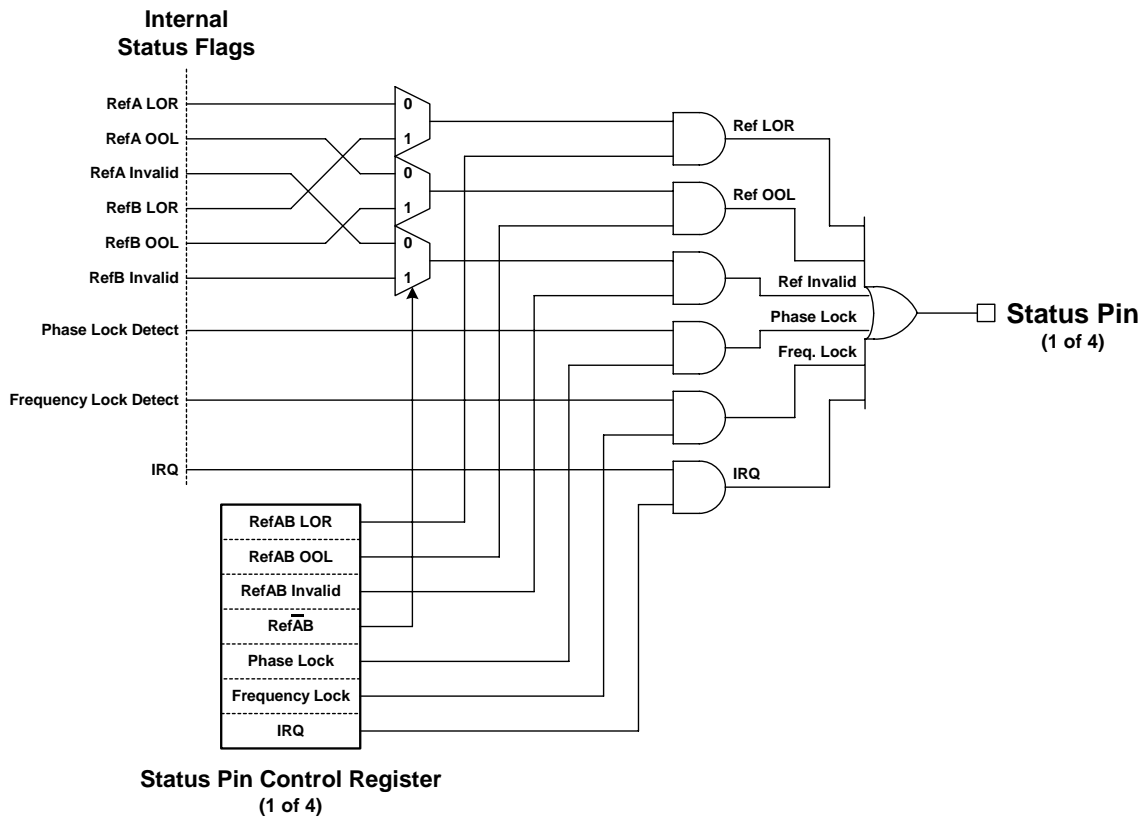 Internal
Status Flags
RefA LOR
RefA OOL
RefA Invalid
RefB LOR
RefB OOL
RefB Invalid
Phase Lock Detect
Frequency Lock Detect
IRQ
0
1
0
1
0
1
Ref LOR
Ref OOL
Ref Invalid
Phase Lock
Freq. Lock
IRQ
Status Pin
(1 of 4)
RefAB LOR
RefAB OOL
RefAB Invalid
RefA̅B
Phase Lock
Frequency Lock
IRQ
Status Pin Control Register
(1 of 4)